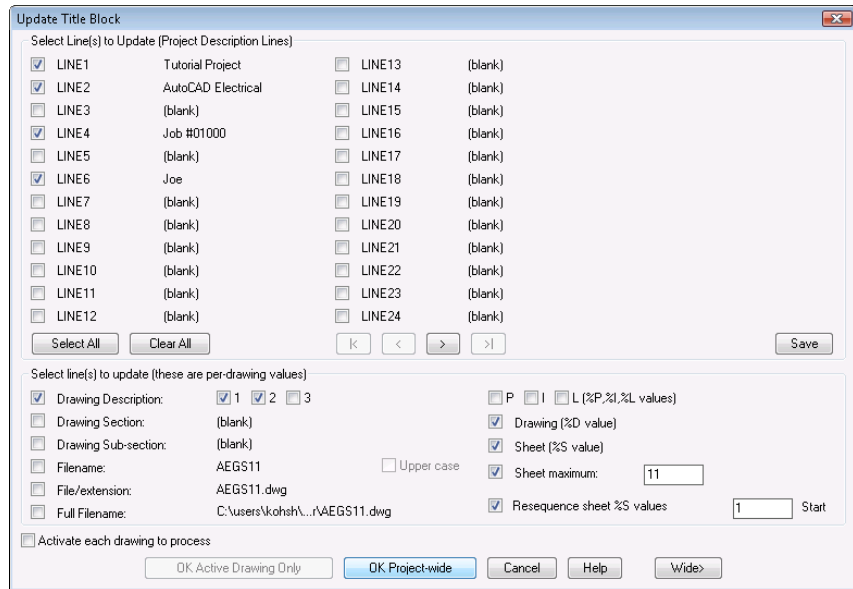 Update Title Block
Select Line(s) to Update (Project Description Lines)
LINE1 Tutorial Project LINE13 (blank)
LINE2 AutoCAD Electrical LINE14 (blank)
LINE3 (blank) LINE15 (blank)
LINE4 Job #01000 LINE16 (blank)
LINE5 (blank) LINE17 (blank)
LINE6 Joe LINE18 (blank)
LINE7 (blank) LINE19 (blank)
LINE8 (blank) LINE20 (blank)
LINE9 (blank) LINE21 (blank)
LINE10 (blank) LINE22 (blank)
LINE11 (blank) LINE23 (blank)
LINE12 (blank) LINE24 (blank)
Select All Clear All |< < > >| Save
Select line(s) to update (these are per-drawing values)
Drawing Description: 1 2 3 P I L (%P,%I,%L values)
Drawing Section: (blank) Drawing (%D value)
Drawing Sub-section: (blank) Sheet (%S value)
Filename: AEGS11 Upper case Sheet maximum: 11
File/extension: AEGS11.dwg
Full Filename: C:\users\kohsh\...r\AEGS11.dwg Resequence sheet %S values 1 Start
Activate each drawing to process
OK Active Drawing Only OK Project-wide Cancel Help Wide>